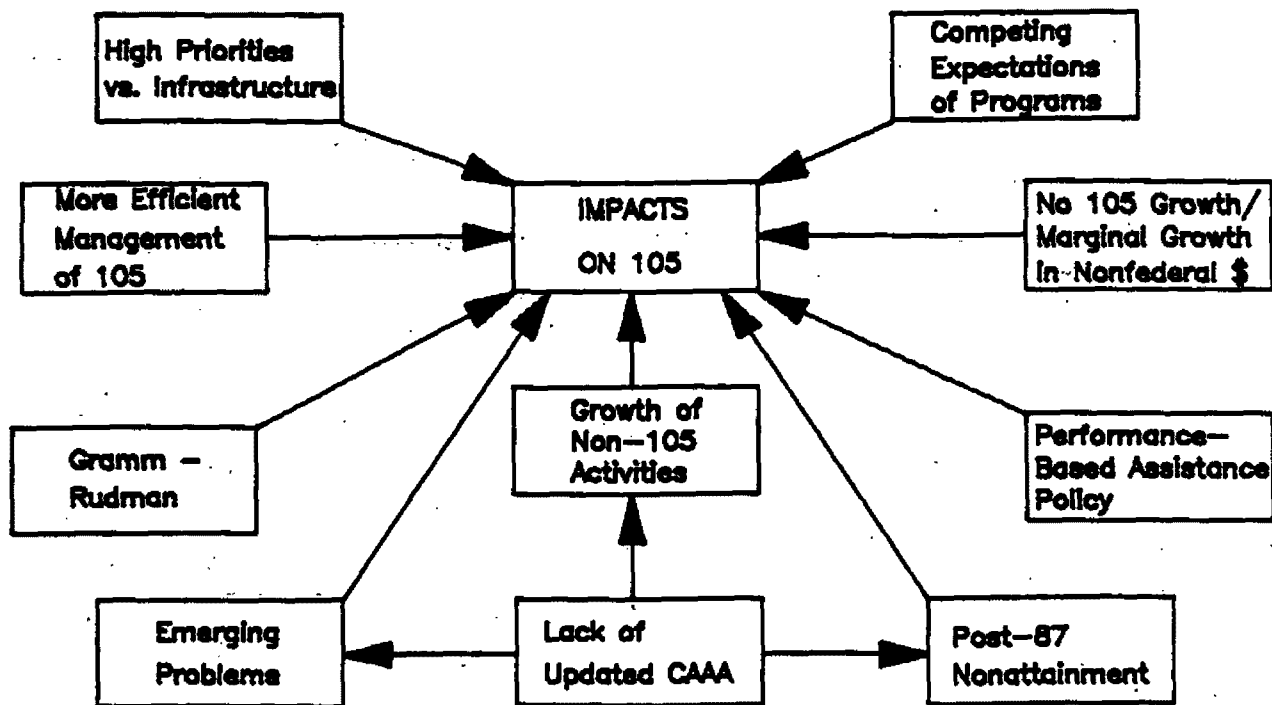 High Priorities
vs. Infrastructure
Competing
Expectations
of Programs
More Efficient
Management
of 105
IMPACTS
ON 105
No 105 Growth/
Marginal Growth
in Nonfederal $
Gramm –
Rudman
Growth of
Non–105
Activities
Performance–
Based Assistance
Policy
Emerging
Problems
Lack of
Updated CAAA
Post–87
Nonattainment